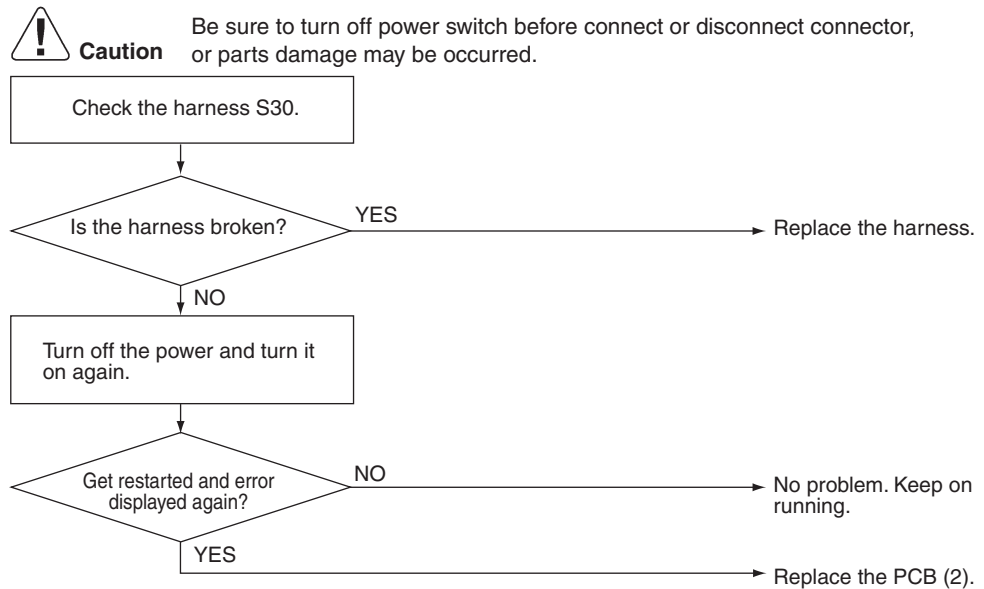 Be sure to turn off power switch before connect or disconnect connector,
Caution or parts damage may be occurred.
Check the harness S30.
Is the harness broken?
YES
Replace the harness.
NO
Turn off the power and turn it
on again.
Get restarted and error
displayed again?
NO
No problem. Keep on
running.
YES
Replace the PCB (2).